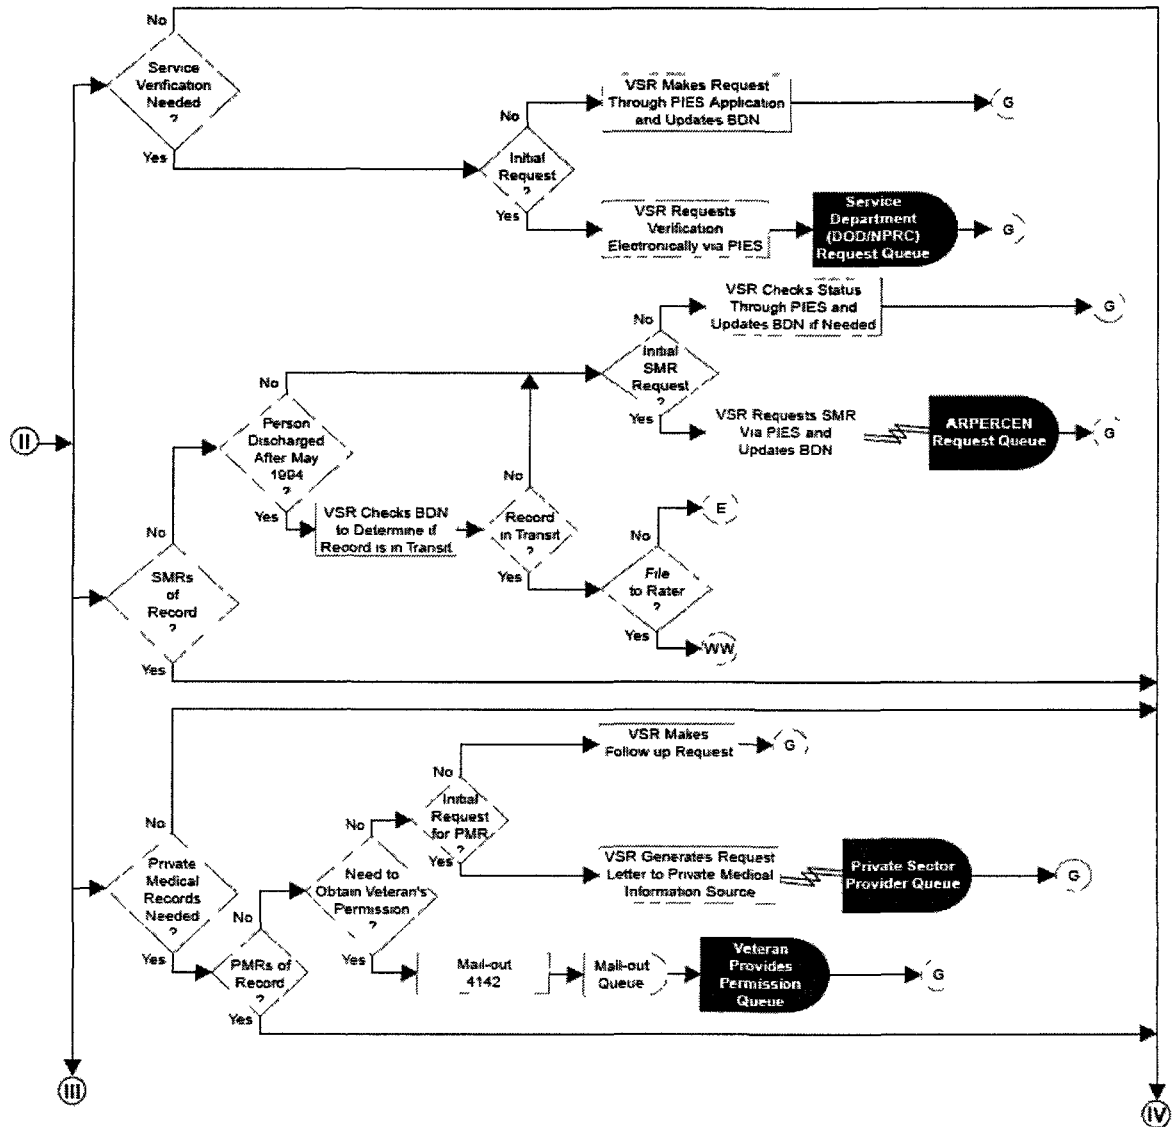 No
Service
Verification
Needed
?
Yes
No
Initial
Request
?
Yes
VSR Makes Request
Through PIES Application
and Updates BDN
G
VSR Requests
Verification
Electronically via PIES
Service
Department
(DOD/NPRC)
Request Queue
G
II
No
Person
Discharged
After May
1994
?
Yes
No
Initial
SMR
Request
?
Yes
VSR Checks Status
Through PIES and
Updates BDN if Needed
G
VSR Requests SMR
Via PIES and
Updates BDN
ARPERCEN
Request Queue
G
VSR Checks BDN
to Determine if
Record is in Transit
No
Record
in Transit
?
Yes
No
File
to Rater
?
Yes
E
WW
No
SMRs
of
Record
?
Yes
No
Private
Medical
Records
Needed
?
Yes
No
PMRs of
Record
?
Yes
No
Need to
Obtain Veteran's
Permission
?
Yes
No
Initial
Request
for PMR
?
Yes
VSR Makes
Follow up Request
G
VSR Generates Request
Letter to Private Medical
Information Source
Private Sector
Provider Queue
G
Mail-out
4142
Mail-out
Queue
Veteran
Provides
Permission
Queue
G
III
IV